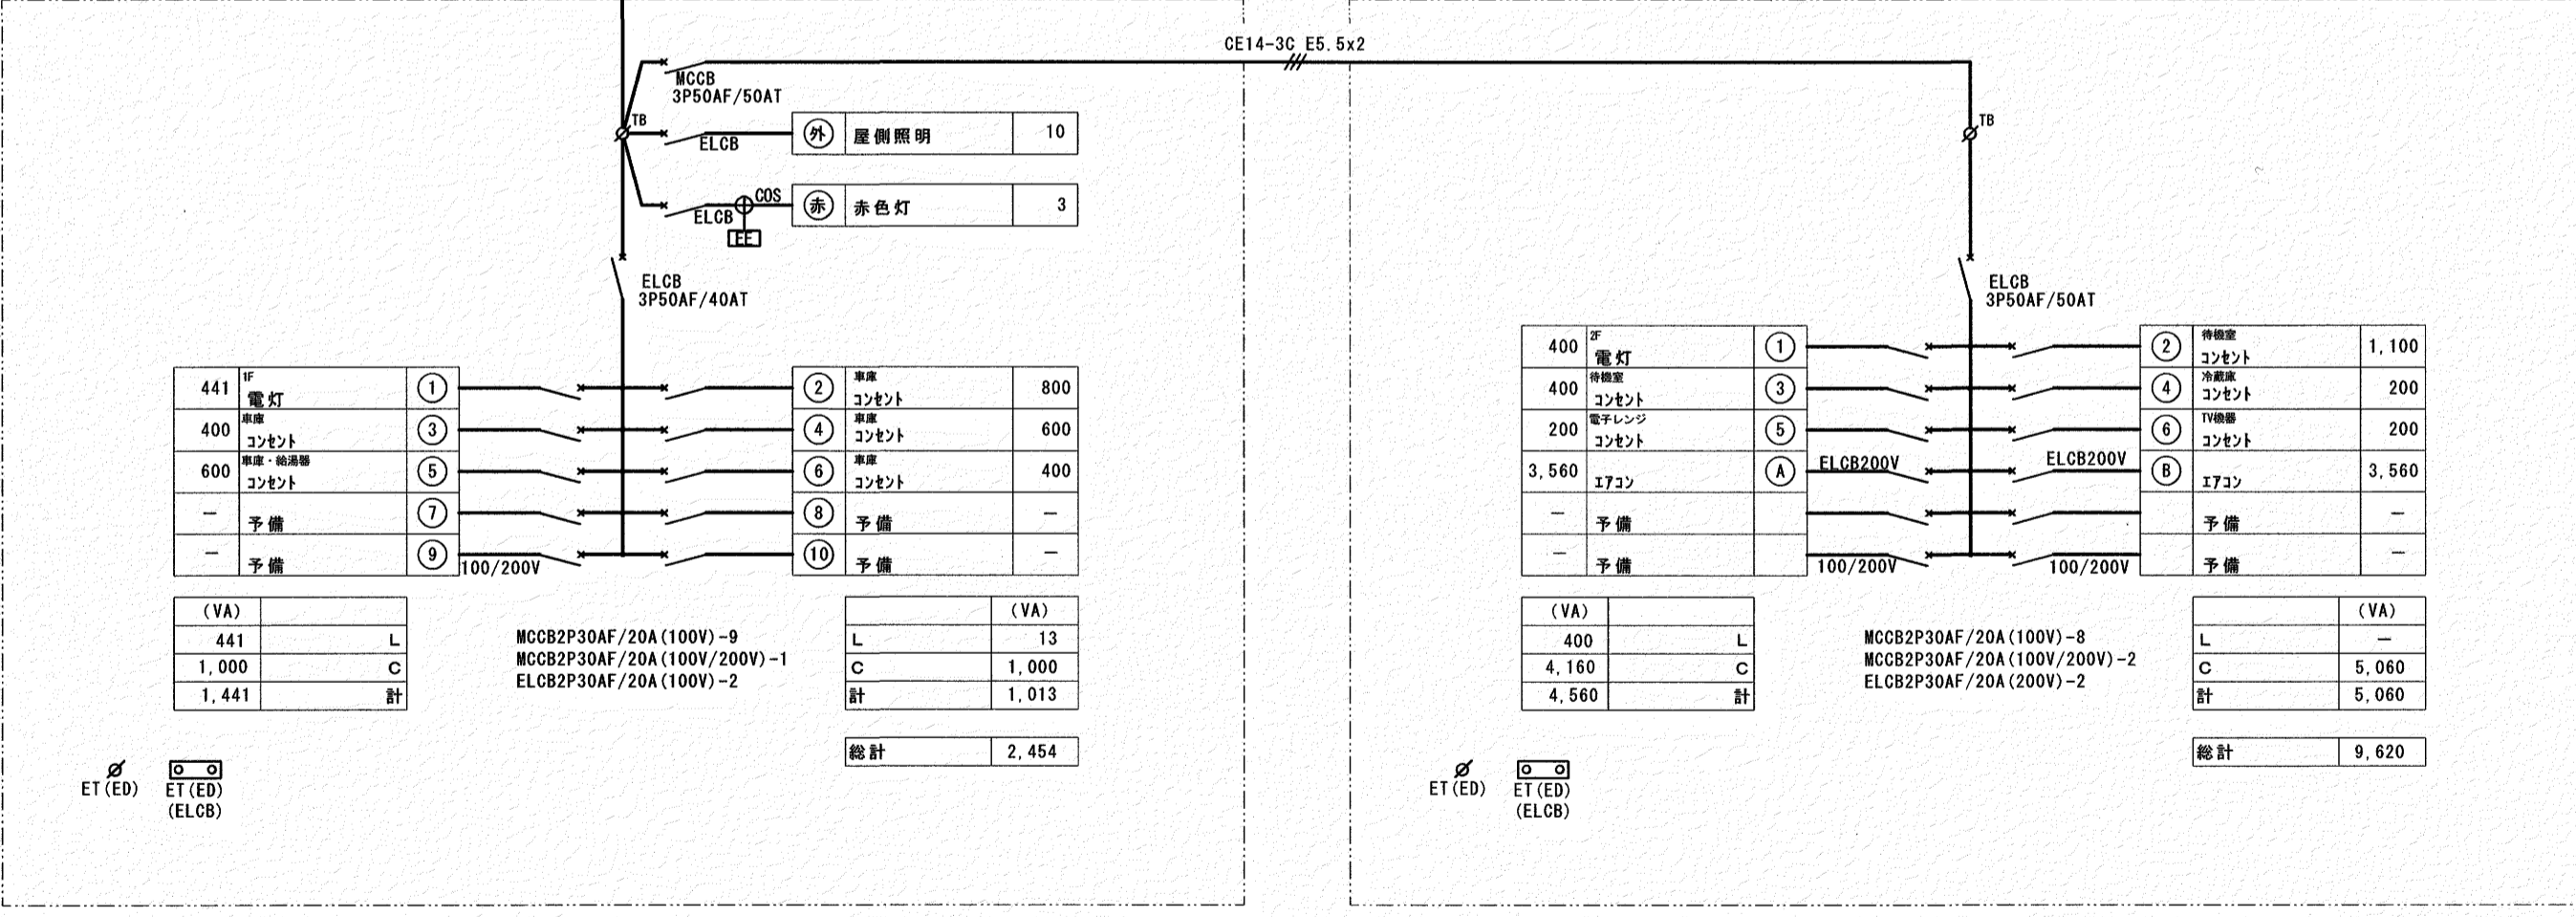 CE14-3C E5.5x2
MCCB
3P50AF/50AT
TB
ELCB
外 屋側照明 10
ELCB
COS
EE
赤 赤色灯 3
ELCB
3P50AF/40AT
441 1F 電灯 1
2 車庫 コンセント 800
400 車庫 コンセント 3
4 車庫 コンセント 600
600 車庫・給湯器 コンセント 5
6 車庫 コンセント 400
— 予備 7
8 予備 —
— 予備 9
100/200V
10 予備 —
(VA)
441 L
1,000 C
1,441 計
MCCB2P30AF/20A(100V)-9
MCCB2P30AF/20A(100V/200V)-1
ELCB2P30AF/20A(100V)-2
(VA)
L 13
C 1,000
計 1,013
総計 2,454
ET(ED)
ET(ED)
(ELCB)
TB
ELCB
3P50AF/50AT
400 2F 電灯 1
2 待機室 コンセント 1,100
400 待機室 コンセント 3
4 冷蔵庫 コンセント 200
200 電子レンジ コンセント 5
6 TV機器 コンセント 200
3,560 エアコン A
ELCB200V
ELCB200V
B エアコン 3,560
— 予備
予備 —
— 予備
100/200V
100/200V
予備 —
(VA)
400 L
4,160 C
4,560 計
MCCB2P30AF/20A(100V)-8
MCCB2P30AF/20A(100V/200V)-2
ELCB2P30AF/20A(200V)-2
(VA)
L —
C 5,060
計 5,060
総計 9,620
ET(ED)
ET(ED)
(ELCB)